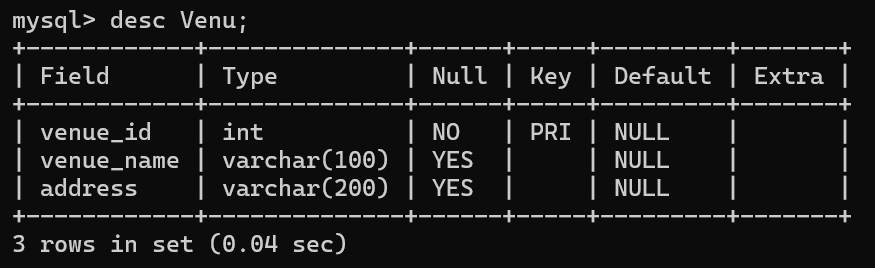 mysql> desc Venu;
+------------+--------------+------+-----+---------+-------+
| Field      | Type         | Null | Key | Default | Extra |
+------------+--------------+------+-----+---------+-------+
| venue_id   | int          | NO   | PRI | NULL    |       |
| venue_name | varchar(100) | YES  |     | NULL    |       |
| address    | varchar(200) | YES  |     | NULL    |       |
+------------+--------------+------+-----+---------+-------+
3 rows in set (0.04 sec)